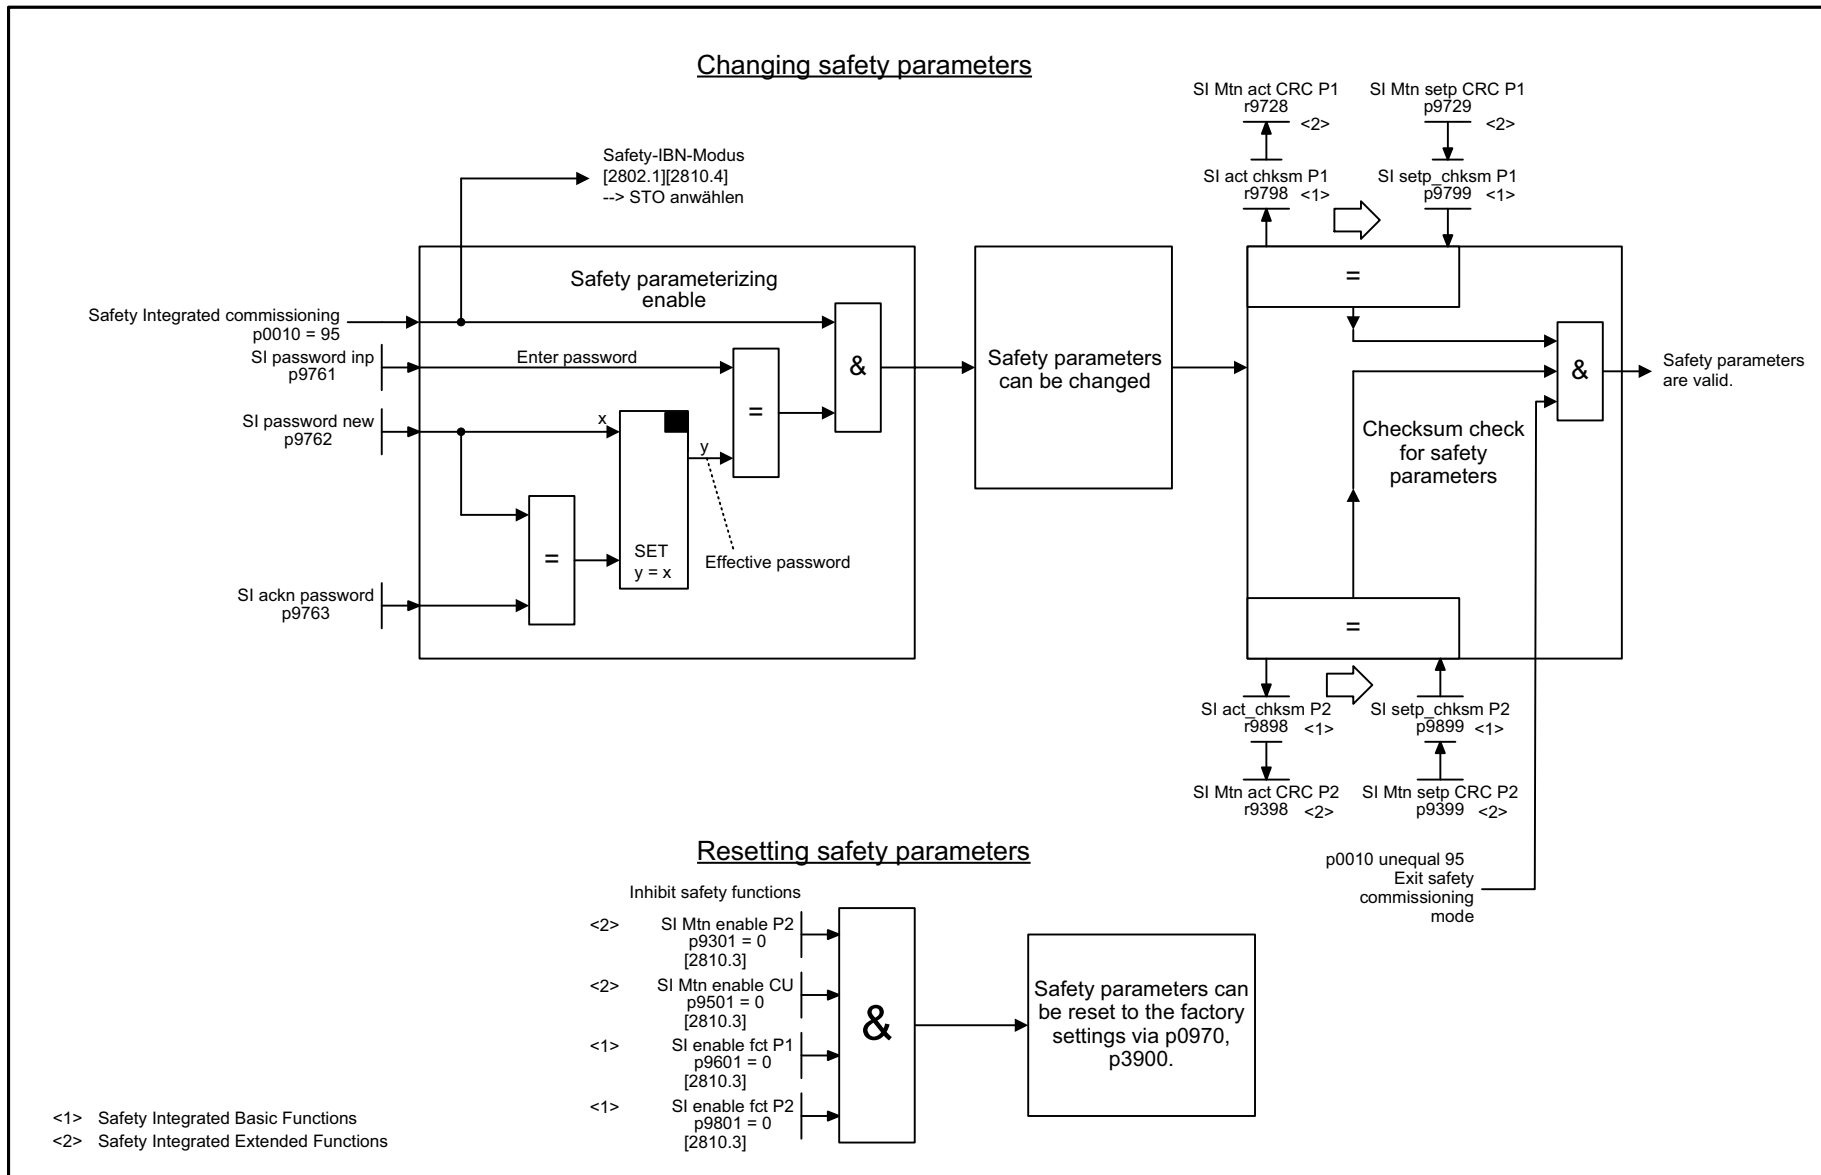 Changing safety parameters
SI Mtn act CRC P1
r9728
<2>
SI Mtn setp CRC P1
p9729
<2>
Safety-IBN-Modus
[2802.1][2810.4]
--> STO anwählen
SI act chksm P1
r9798
<1>
SI setp_chksm P1
p9799
<1>
Safety parameterizing
enable
=
Safety Integrated commissioning
p0010 = 95
SI password inp
p9761
Enter password
&
=
Safety parameters
can be changed
&
Safety parameters
are valid.
SI password new
p9762
x
y
Checksum check
for safety
parameters
=
SET
y = x
Effective password
SI ackn password
p9763
=
SI act_chksm P2
r9898
<1>
SI setp_chksm P2
p9899
<1>
SI Mtn act CRC P2
r9398
<2>
SI Mtn setp CRC P2
p9399
<2>
p0010 unequal 95
Exit safety
commissioning
mode
Resetting safety parameters
Inhibit safety functions
<2> SI Mtn enable P2
p9301 = 0
[2810.3]
<2> SI Mtn enable CU
p9501 = 0
[2810.3]
<1> SI enable fct P1
p9601 = 0
[2810.3]
<1> SI enable fct P2
p9801 = 0
[2810.3]
&
Safety parameters can
be reset to the factory
settings via p0970,
p3900.
<1> Safety Integrated Basic Functions
<2> Safety Integrated Extended Functions